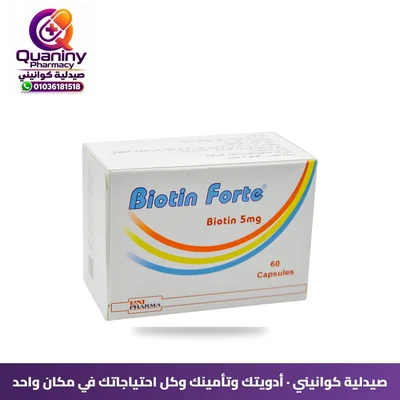 Quaniny
Pharmacy
صيدلية كوانيني
01036181518
Biotin Forte®
Biotin 5mg
60
Capsules
UNI
PHARMA
صيدلية كوانيني - أدويتك وتأمينك وكل احتياجاتك في مكان واحد